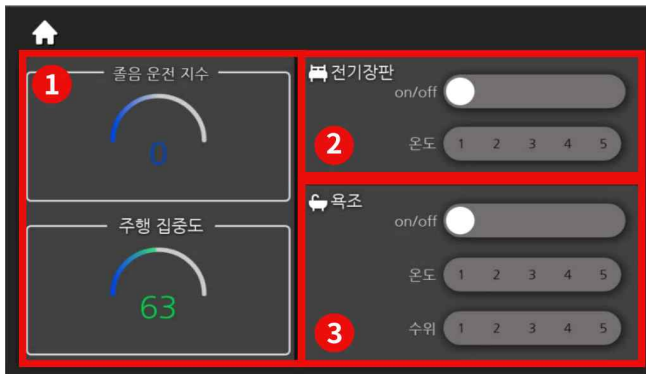 1
졸음 운전 지수
0
주행 집중도
63
전기장판
on/off
2
온도 1 2 3 4 5
욕조
on/off
온도 1 2 3 4 5
3
수위 1 2 3 4 5